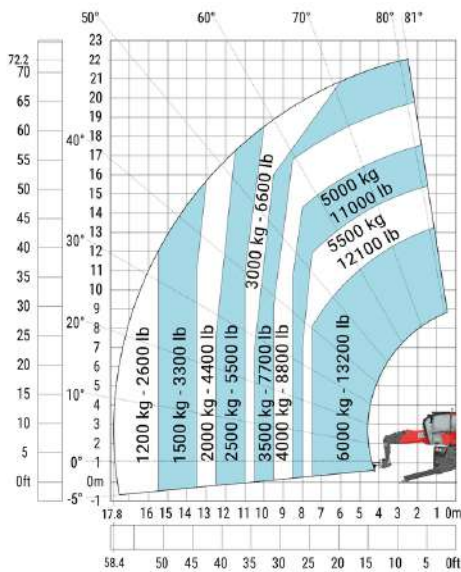 50° 60° 70° 80° 81°
23
72.2 22
70 21
20
65 19
18
60 17
55 16
40° 15
50 14
13
45 12
40 11
30° 10
35 9
30 8
20° 7
25 6
20 5
10° 4
15 3
10 2
5 0° 1
0ft 0m
-5° -1
1200 kg - 2600 lb
1500 kg - 3300 lb
2000 kg - 4400 lb
2500 kg - 5500 lb
3000 kg - 6600 lb
3500 kg - 7700 lb
4000 kg - 8800 lb
5000 kg
11000 lb
5500 kg
12100 lb
6000 kg - 13200 lb
17.8 16 15 14 13 12 11 10 9 8 7 6 5 4 3 2 1 0m
58.4 50 45 40 35 30 25 20 15 10 5 0ft